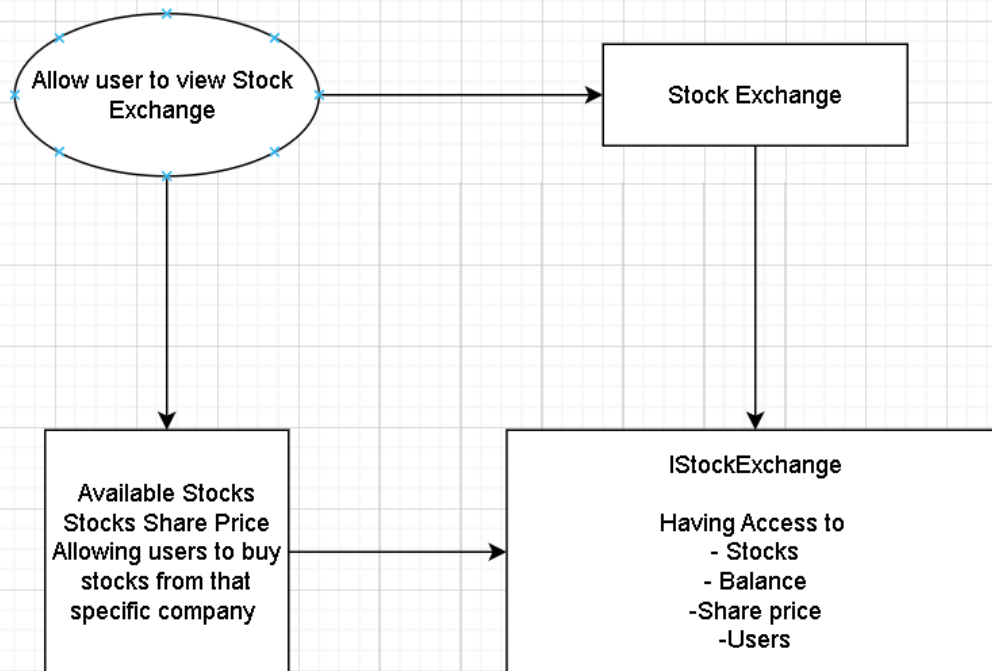 Allow user to view Stock
Exchange
Stock Exchange
Available Stocks
Stocks Share Price
Allowing users to buy
stocks from that
specific company
IStockExchange
Having Access to
- Stocks
- Balance
-Share price
-Users